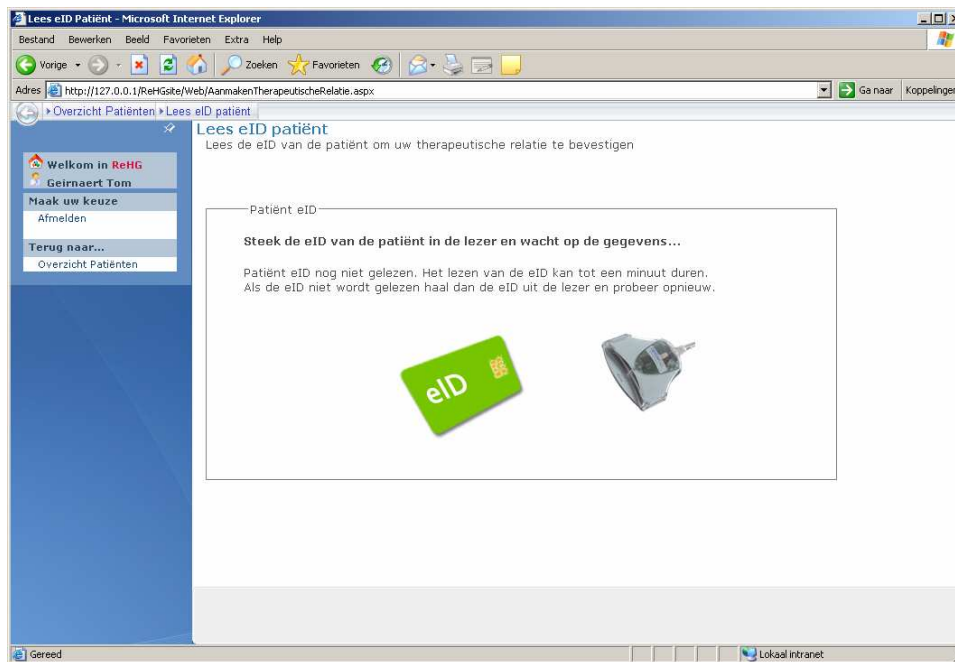 Lees eID Patiënt - Microsoft Internet Explorer
Bestand Bewerken Beeld Favorieten Extra Help
Vorige Zoeken Favorieten
Adres http://127.0.0.1/ReHGsite/Web/AanmakenTherapeutischeRelatie.aspx Ga naar Koppelingen
Overzicht Patiënten Lees eID patiënt
Lees eID patiënt
Lees de eID van de patiënt om uw therapeutische relatie te bevestigen
Welkom in ReHG
Geirnaert Tom
Maak uw keuze
Afmelden
Terug naar...
Overzicht Patiënten
Patiënt eID
Steek de eID van de patiënt in de lezer en wacht op de gegevens...
Patiënt eID nog niet gelezen. Het lezen van de eID kan tot een minuut duren.
Als de eID niet wordt gelezen haal dan de eID uit de lezer en probeer opnieuw.
eID
Gereed Lokaal intranet